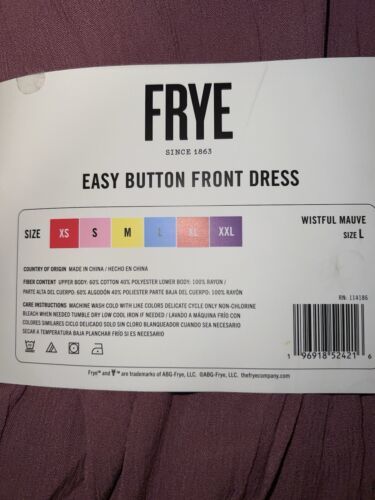 FRYE
SINCE 1863
EASY BUTTON FRONT DRESS
SIZE XS S M L XL XXL
WISTFUL MAUVE
SIZE L
COUNTRY OF ORIGIN MADE IN CHINA / HECHO EN CHINA
RN: 114186
FIBER CONTENT UPPER BODY: 60% COTTON 40% POLYESTER LOWER BODY: 100% RAYON /
PARTE ALTA DEL CUERPO: 60% ALGODÓN 40% POLIESTER PARTE BAJA DEL CUERPO: 100% RAYÓN
CARE INSTRUCTIONS MACHINE WASH COLD WITH LIKE COLORS DELICATE CYCLE ONLY NON-CHLORINE
BLEACH WHEN NEEDED TUMBLE DRY LOW COOL IRON IF NEEDED / LAVADO A MÁQUINA FRÍO CON
COLORES SIMILARES CICLO DELICADO SOLO SIN CLORO BLANQUEADOR CUANDO SEA NECESARIO
SECAR A TEMPERATURA BAJA PLANCHAR FRÍO SI ES NECESARIO
1 96918 52421 6
Frye™ and ™ are trademarks of ABG-Frye, LLC. ©ABG-Frye, LLC. thefryecompany.com